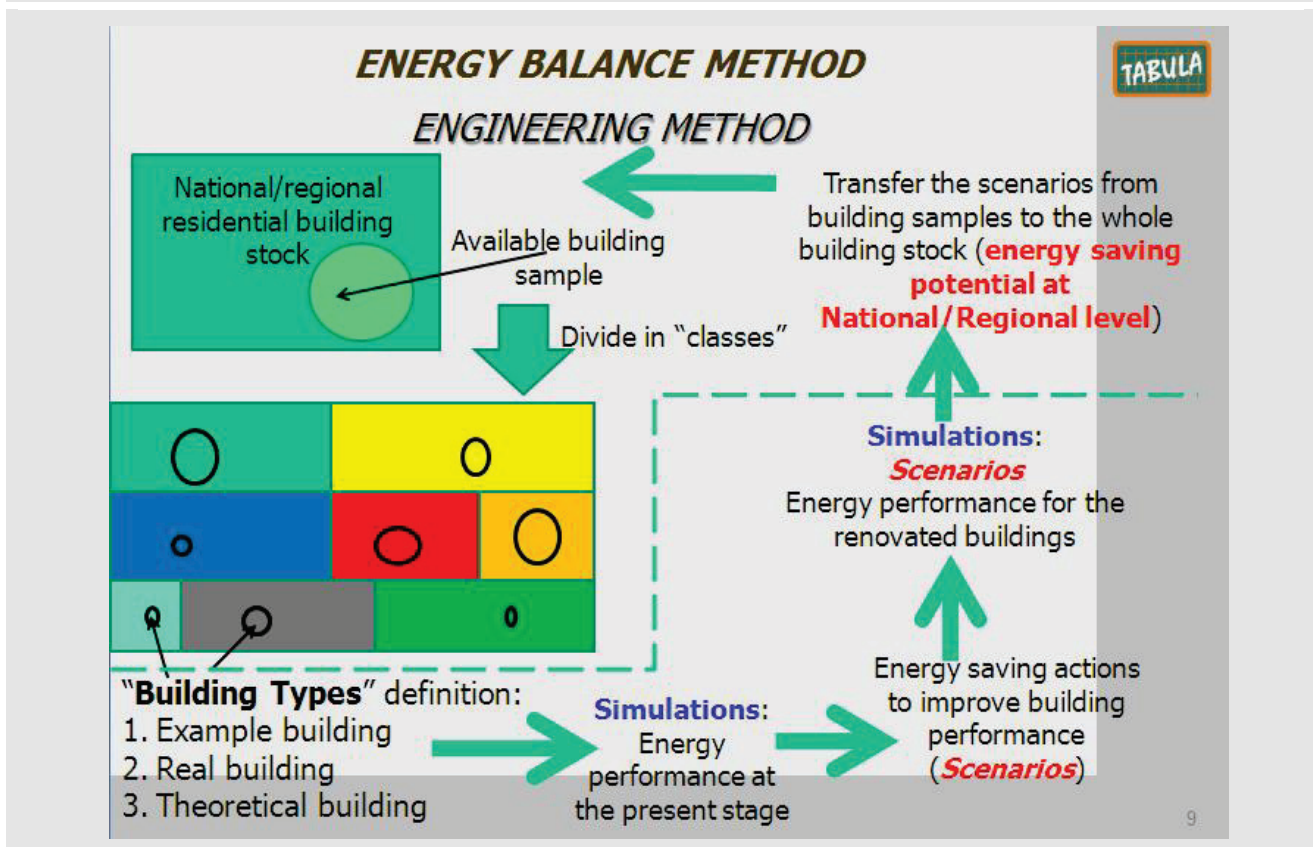 ENERGY BALANCE METHOD
TABULA
ENGINEERING METHOD
National/regional
residential building
stock
Available building
sample
Divide in “classes”
Transfer the scenarios from
building samples to the whole
building stock (energy saving
potential at
National/Regional level)
Simulations:
Scenarios
Energy performance for the
renovated buildings
Energy saving actions
to improve building
performance
(Scenarios)
“Building Types” definition:
1. Example building
2. Real building
3. Theoretical building
Simulations:
Energy
performance at
the present stage
9